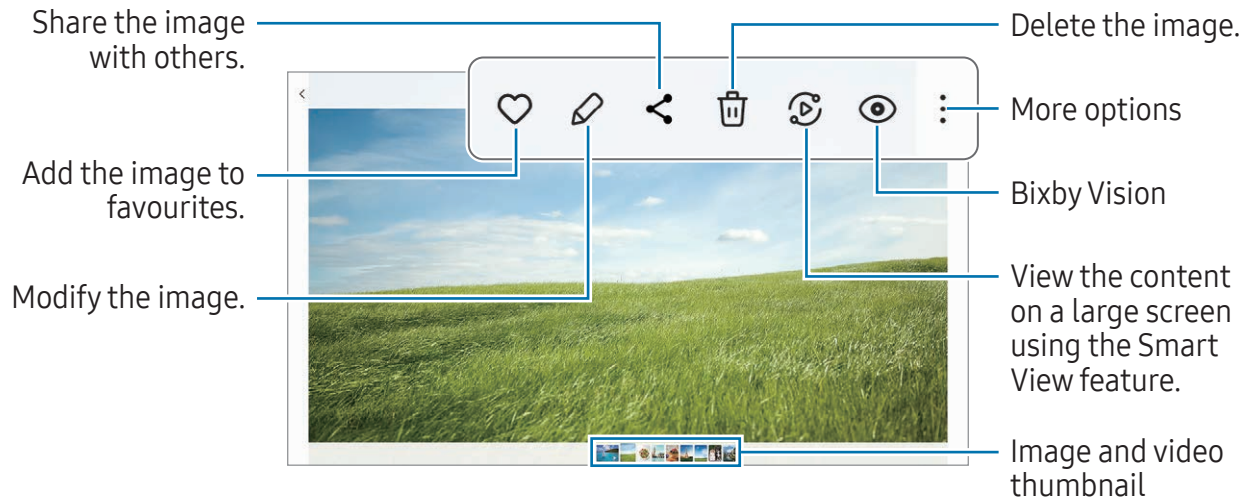 Share the image
with others.
Add the image to
favourites.
Modify the image.
Delete the image.
More options
Bixby Vision
View the content
on a large screen
using the Smart
View feature.
Image and video
thumbnail